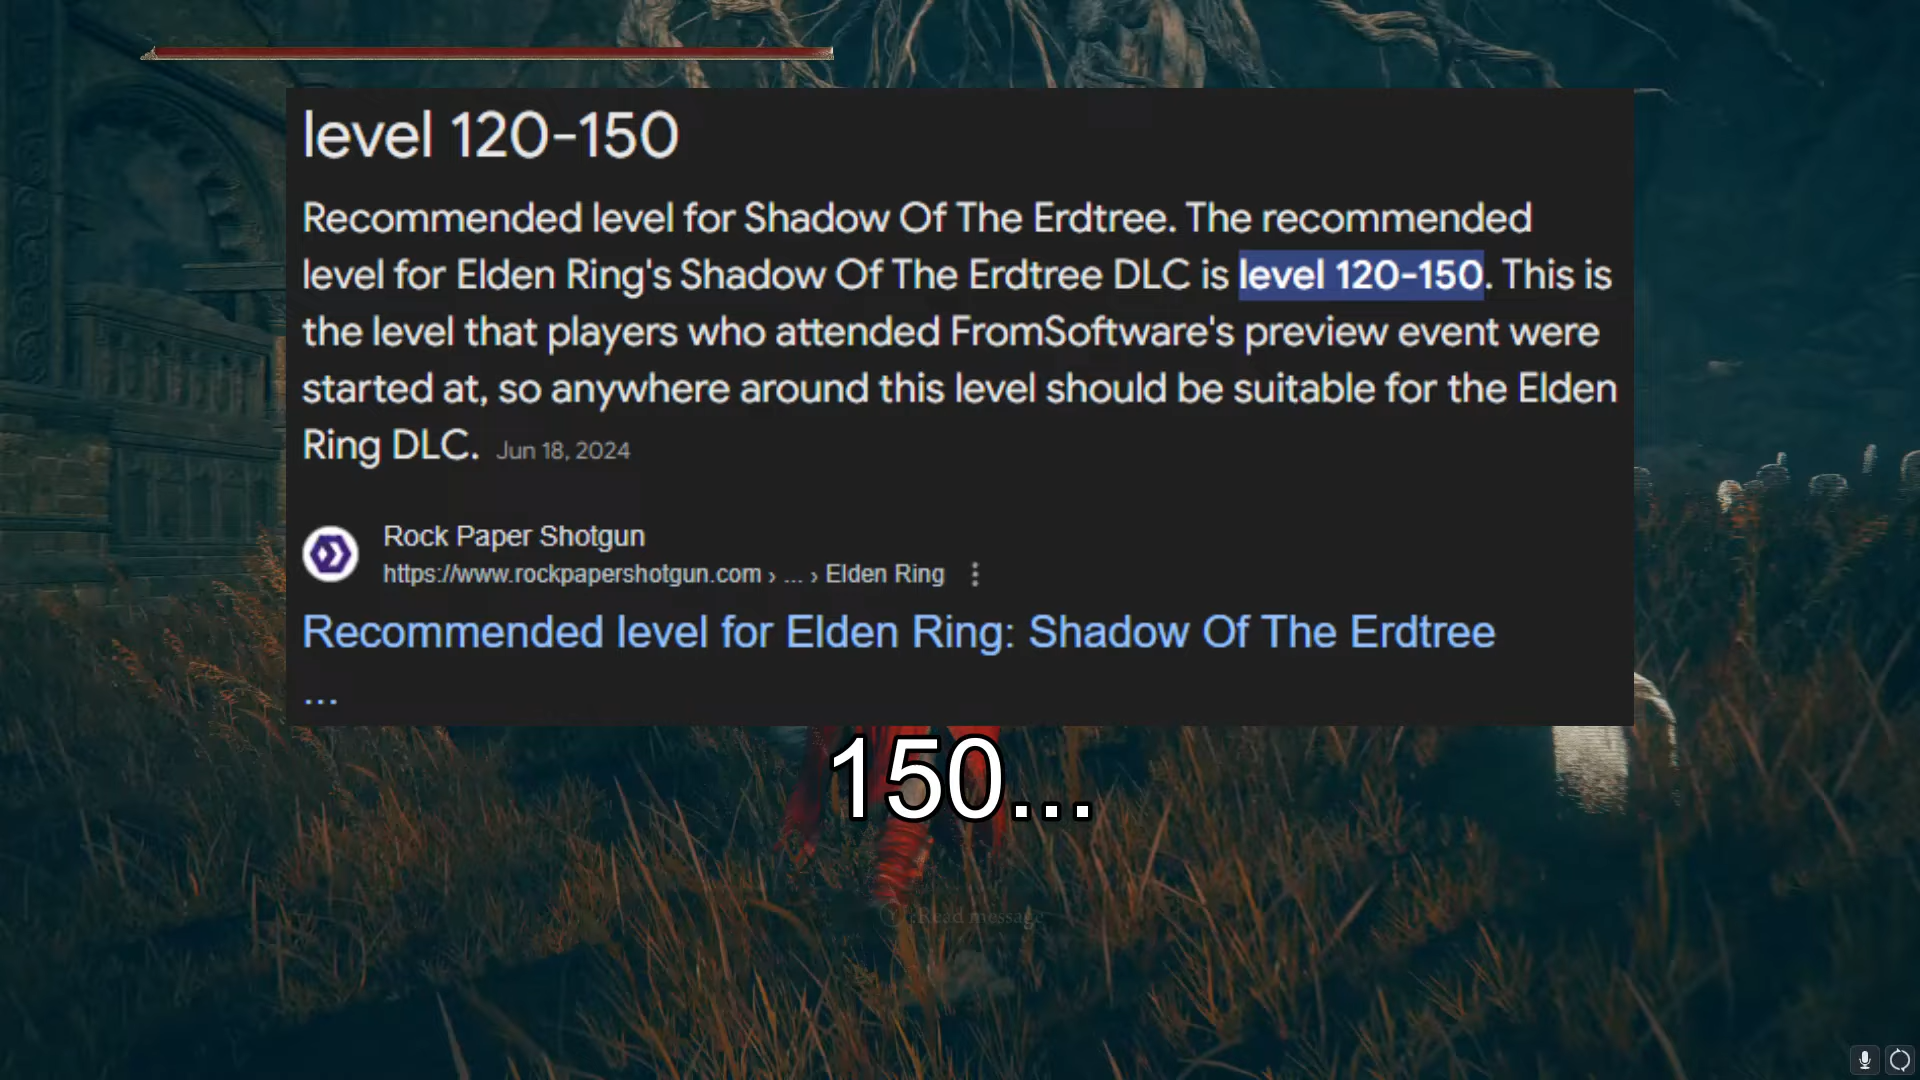 level 120-150
Recommended level for Shadow Of The Erdtree. The recommended
level for Elden Ring's Shadow Of The Erdtree DLC is level 120-150. This is
the level that players who attended FromSoftware's preview event were
started at, so anywhere around this level should be suitable for the Elden
Ring DLC. Jun 18, 2024
Rock Paper Shotgun
https://www.rockpapershotgun.com › ... › Elden Ring
Recommended level for Elden Ring: Shadow Of The Erdtree
...
150...
Read message